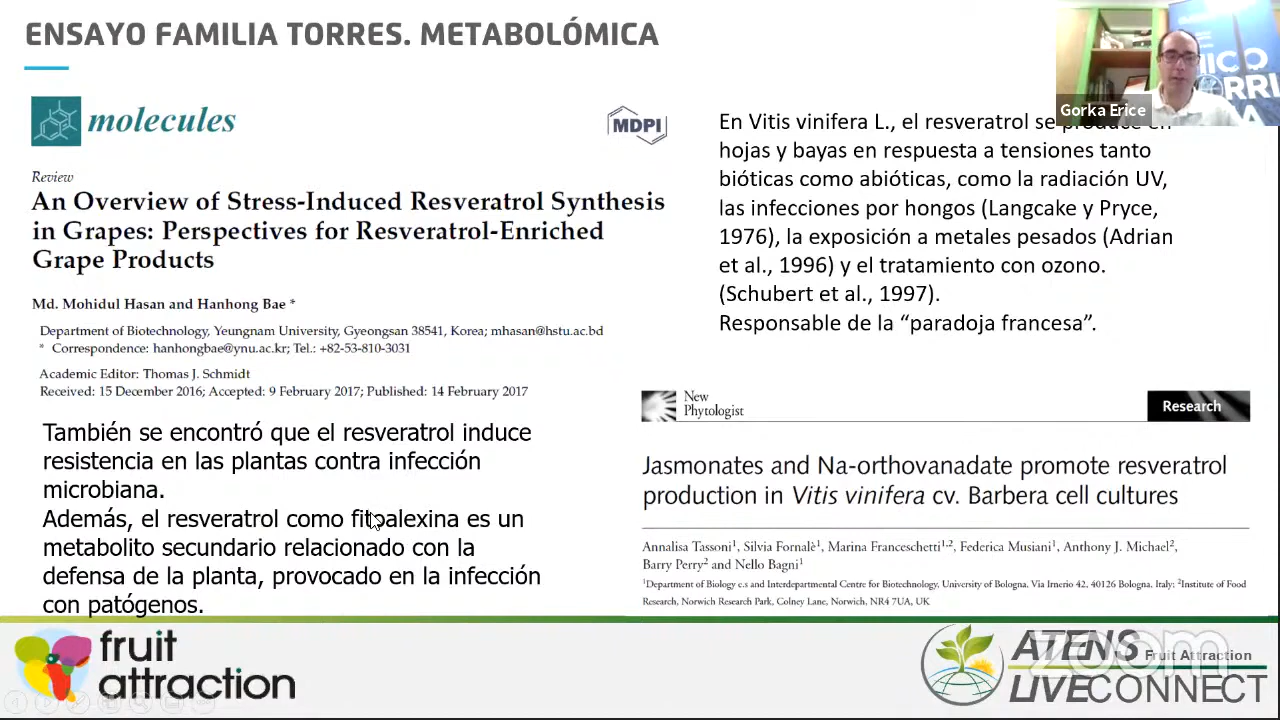 ENSAYO FAMILIA TORRES. METABOLÓMICA
molecules
MDPI
Review
An Overview of Stress-Induced Resveratrol Synthesis
in Grapes: Perspectives for Resveratrol-Enriched
Grape Products
Md. Mohidul Hasan and Hanhong Bae *
Department of Biotechnology, Yeungnam University, Gyeongsan 38541, Korea; mhasan@hstu.ac.bd
* Correspondence: hanhongbae@ynu.ac.kr; Tel.: +82-53-810-3031
Academic Editor: Thomas J. Schmidt
Received: 15 December 2016; Accepted: 9 February 2017; Published: 14 February 2017
También se encontró que el resveratrol induce
resistencia en las plantas contra infección
microbiana.
Además, el resveratrol como fitoalexina es un
metabolito secundario relacionado con la
defensa de la planta, provocado en la infección
con patógenos.
Gorka Erice
En Vitis vinifera L., el resveratrol se produce en
hojas y bayas en respuesta a tensiones tanto
bióticas como abióticas, como la radiación UV,
las infecciones por hongos (Langcake y Pryce,
1976), la exposición a metales pesados (Adrian
et al., 1996) y el tratamiento con ozono.
(Schubert et al., 1997).
Responsable de la “paradoja francesa”.
New
Phytologist
Research
Jasmonates and Na-orthovanadate promote resveratrol
production in Vitis vinifera cv. Barbera cell cultures
Annalisa Tassoni1, Silvia Fornalè1, Marina Franceschetti1,2, Federica Musiani1, Anthony J. Michael2,
Barry Perry2 and Nello Bagni1
1Department of Biology e.s and Interdepartmental Centre for Biotechnology, University of Bologna, Via Irnerio 42, 40126 Bologna, Italy; 2Institute of Food
Research, Norwich Research Park, Colney Lane, Norwich, NR4 7UA, UK
fruit
attraction
ATENS
Fruit Attraction
LIVECONNECT
zoom